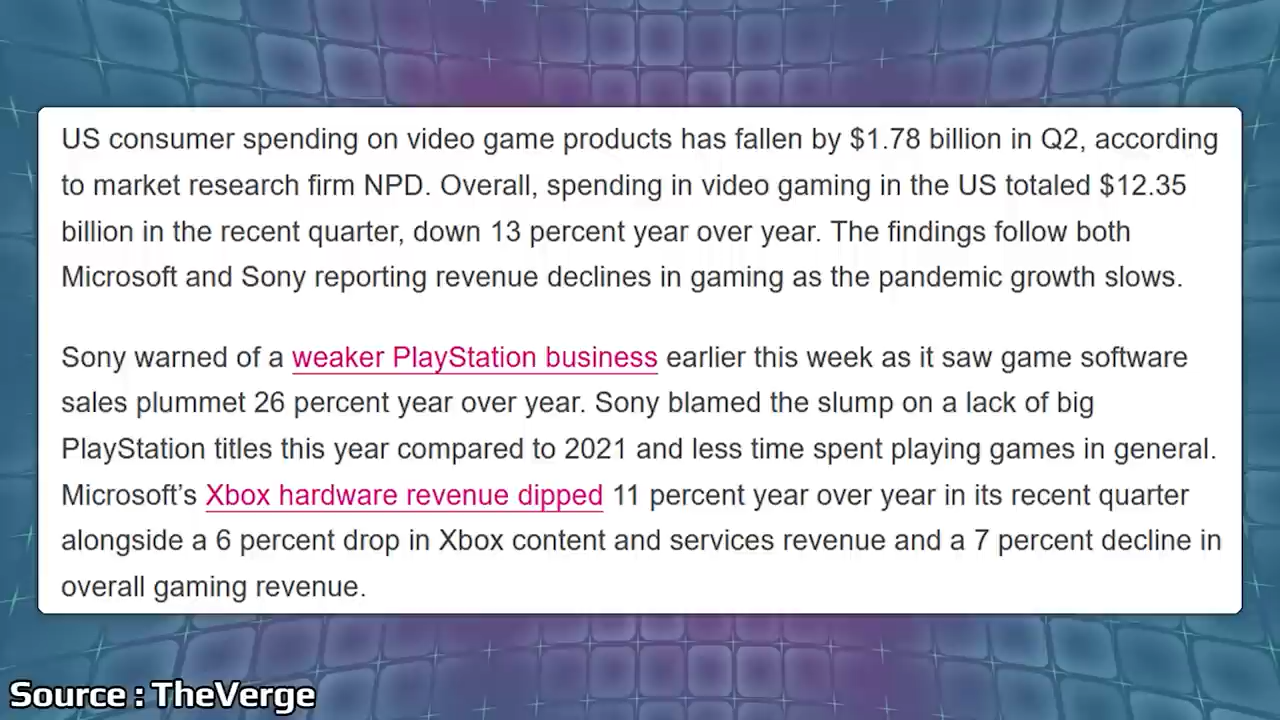 US consumer spending on video game products has fallen by $1.78 billion in Q2, according
to market research firm NPD. Overall, spending in video gaming in the US totaled $12.35
billion in the recent quarter, down 13 percent year over year. The findings follow both
Microsoft and Sony reporting revenue declines in gaming as the pandemic growth slows.
Sony warned of a weaker PlayStation business earlier this week as it saw game software
sales plummet 26 percent year over year. Sony blamed the slump on a lack of big
PlayStation titles this year compared to 2021 and less time spent playing games in general.
Microsoft’s Xbox hardware revenue dipped 11 percent year over year in its recent quarter
alongside a 6 percent drop in Xbox content and services revenue and a 7 percent decline in
overall gaming revenue.
Source : TheVerge